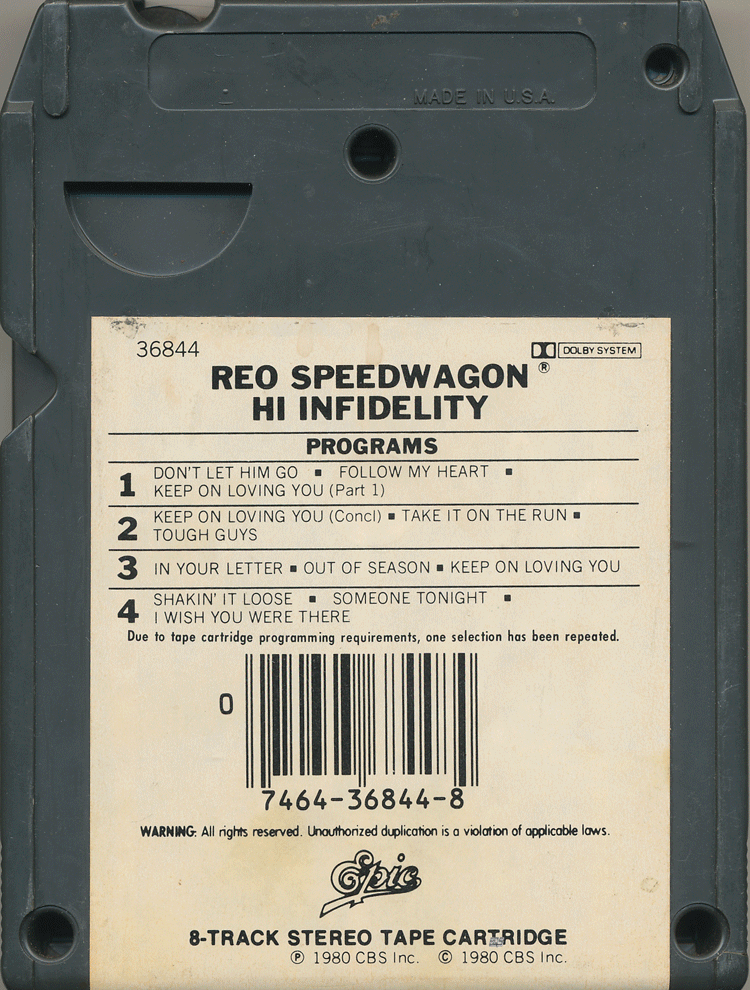 MADE IN U.S.A.
36844
DOLBY SYSTEM
®
REO SPEEDWAGON
HI INFIDELITY
PROGRAMS
1 DON'T LET HIM GO ▪ FOLLOW MY HEART ▪
KEEP ON LOVING YOU (Part 1)
2 KEEP ON LOVING YOU (Concl) ▪ TAKE IT ON THE RUN ▪
TOUGH GUYS
3 IN YOUR LETTER ▪ OUT OF SEASON ▪ KEEP ON LOVING YOU
4 SHAKIN' IT LOOSE ▪ SOMEONE TONIGHT ▪
I WISH YOU WERE THERE
Due to tape cartridge programming requirements, one selection has been repeated.
0
7464-36844-8
WARNING: All rights reserved. Unauthorized duplication is a violation of applicable laws.
Epic
8-TRACK STEREO TAPE CARTRIDGE
℗ 1980 CBS Inc. © 1980 CBS Inc.